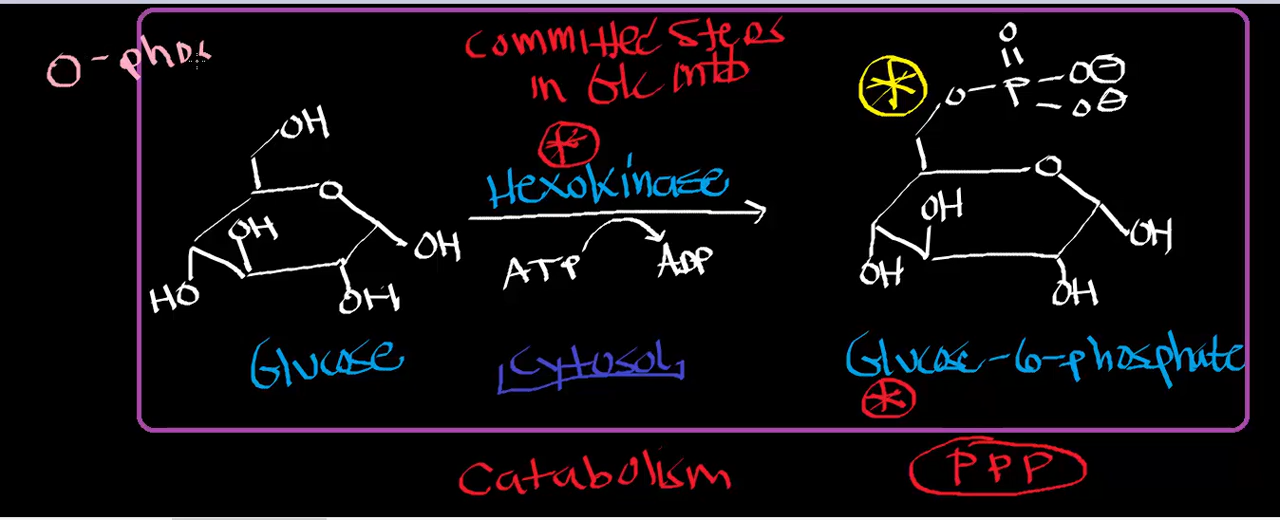 O-phos
Committed Steps
in Glc into
*
OH
O
OH
OH
HO
OH
Hexokinase
ATP ADP
*
O
O P O⊖
O⊖
O
OH
OH
OH
OH
Glucose
Cytosol
Glucose-6-phosphate
*
Catabolism
PPP